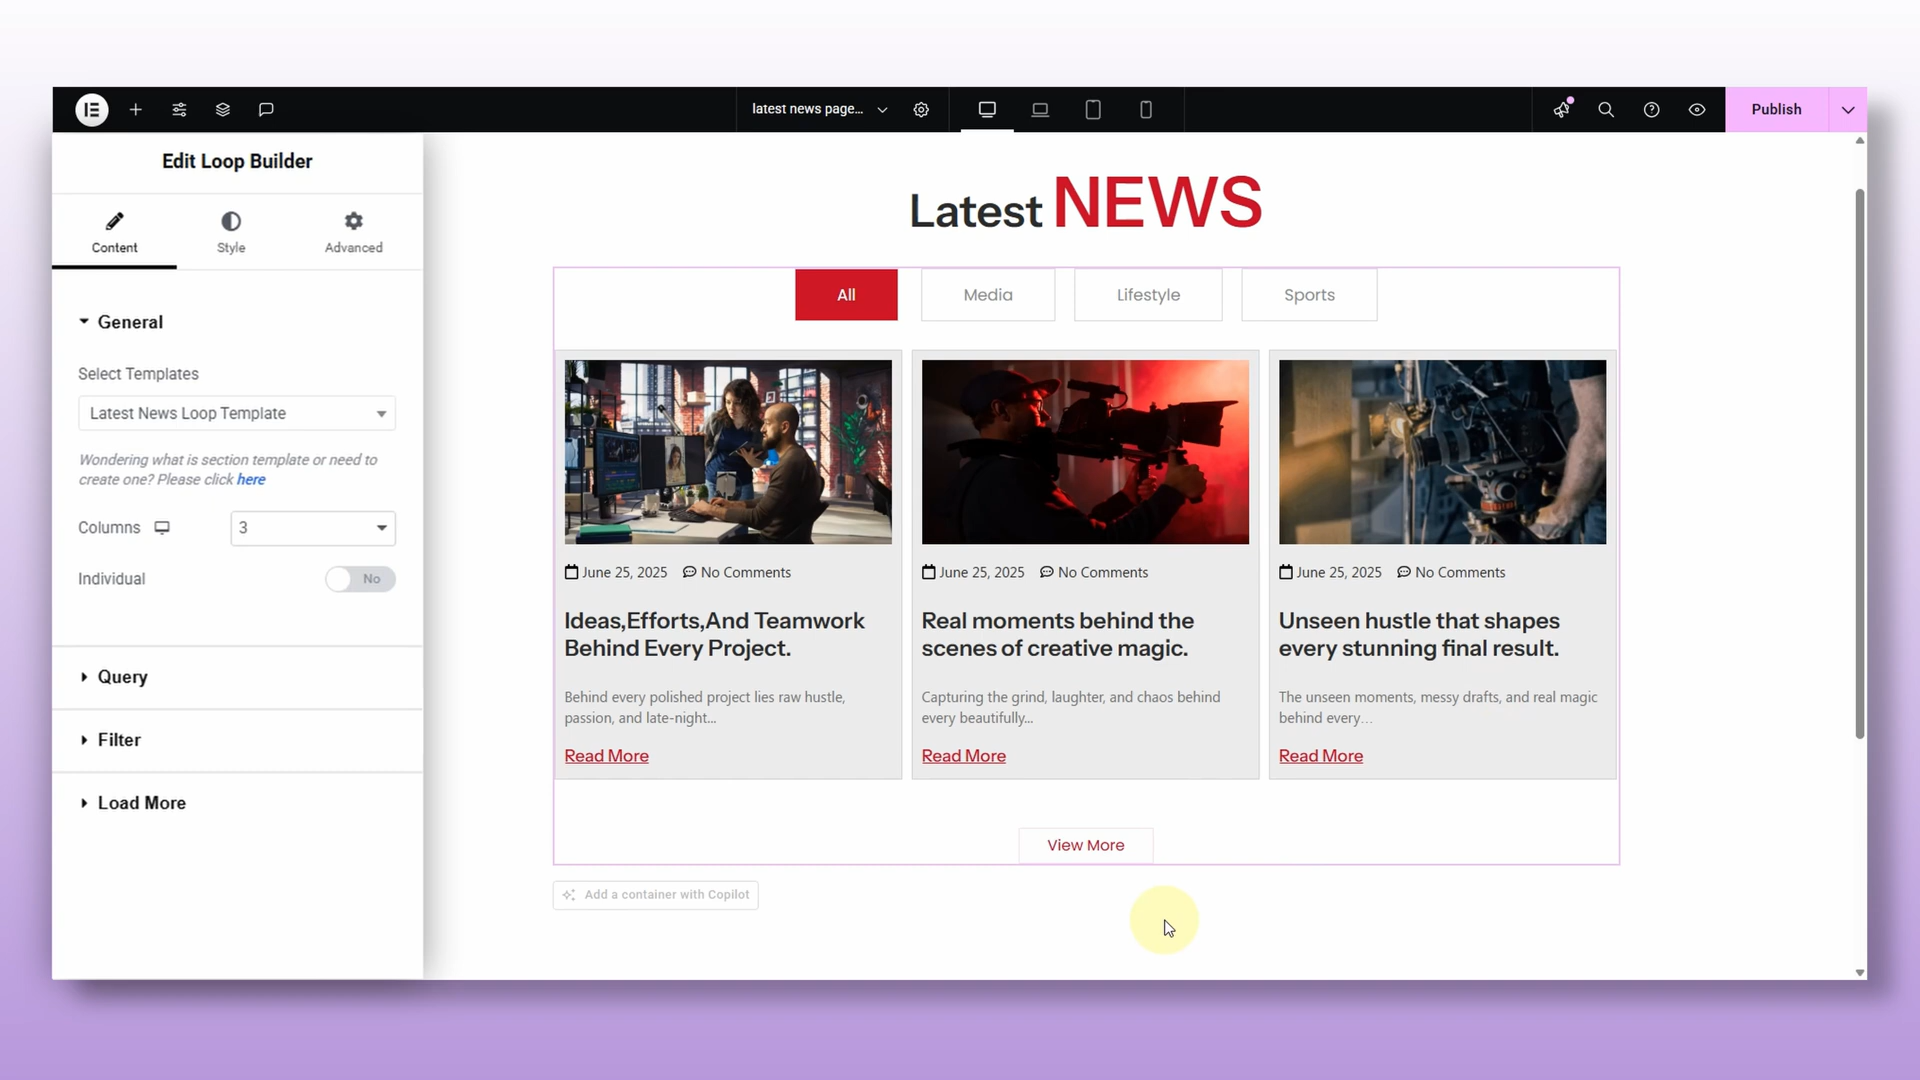 latest news page...
Publish
Edit Loop Builder
Content
Style
Advanced
General
Select Templates
Latest News Loop Template
Wondering what is section template or need to
create one? Please click here
Columns
3
Individual
No
Query
Filter
Load More
Latest NEWS
All
Media
Lifestyle
Sports
June 25, 2025
No Comments
Ideas,Efforts,And Teamwork
Behind Every Project.
Behind every polished project lies raw hustle,
passion, and late-night...
Read More
June 25, 2025
No Comments
Real moments behind the
scenes of creative magic.
Capturing the grind, laughter, and chaos behind
every beautifully...
Read More
June 25, 2025
No Comments
Unseen hustle that shapes
every stunning final result.
The unseen moments, messy drafts, and real magic
behind every...
Read More
View More
Add a container with Copilot